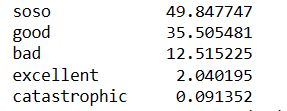 soso 49.847747
good 35.505481
bad 12.515225
excellent 2.040195
catastrophic 0.091352